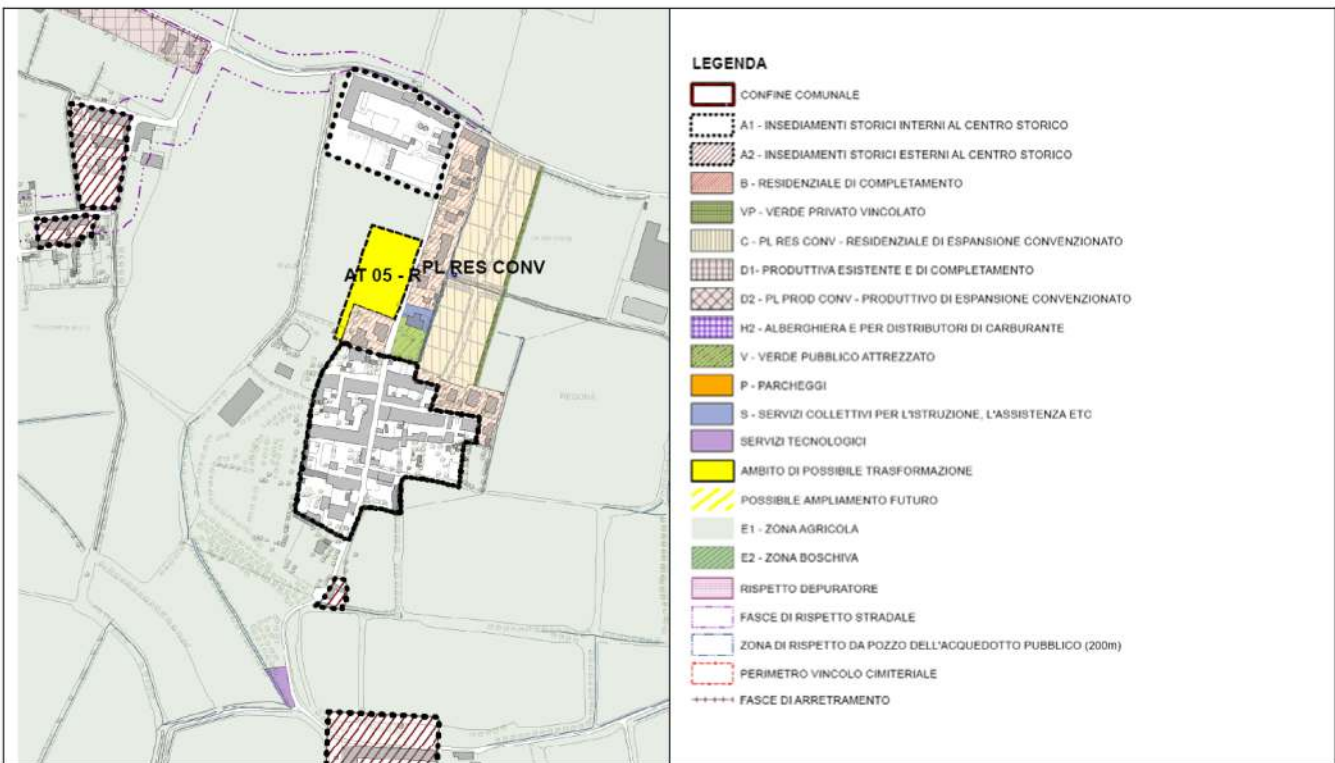 AT 05 - R
PL RES CONV
LEGENDA
CONFINE COMUNALE
A1 - INSEDIAMENTI STORICI INTERNI AL CENTRO STORICO
A2 - INSEDIAMENTI STORICI ESTERNI AL CENTRO STORICO
B - RESIDENZIALE DI COMPLETAMENTO
VP - VERDE PRIVATO VINCOLATO
C - PL RES CONV - RESIDENZIALE DI ESPANSIONE CONVENZIONATO
D1- PRODUTTIVA ESISTENTE E DI COMPLETAMENTO
D2 - PL PROD CONV - PRODUTTIVO DI ESPANSIONE CONVENZIONATO
H2 - ALBERGHIERA E PER DISTRIBUTORI DI CARBURANTE
V - VERDE PUBBLICO ATTREZZATO
P - PARCHEGGI
S - SERVIZI COLLETTIVI PER L'ISTRUZIONE, L'ASSISTENZA ETC
SERVIZI TECNOLOGICI
AMBITO DI POSSIBILE TRASFORMAZIONE
POSSIBILE AMPLIAMENTO FUTURO
E1 - ZONA AGRICOLA
E2 - ZONA BOSCHIVA
RISPETTO DEPURATORE
FASCE DI RISPETTO STRADALE
ZONA DI RISPETTO DA POZZO DELL'ACQUEDOTTO PUBBLICO (200m)
PERIMETRO VINCOLO CIMITERIALE
FASCE DI ARRETRAMENTO